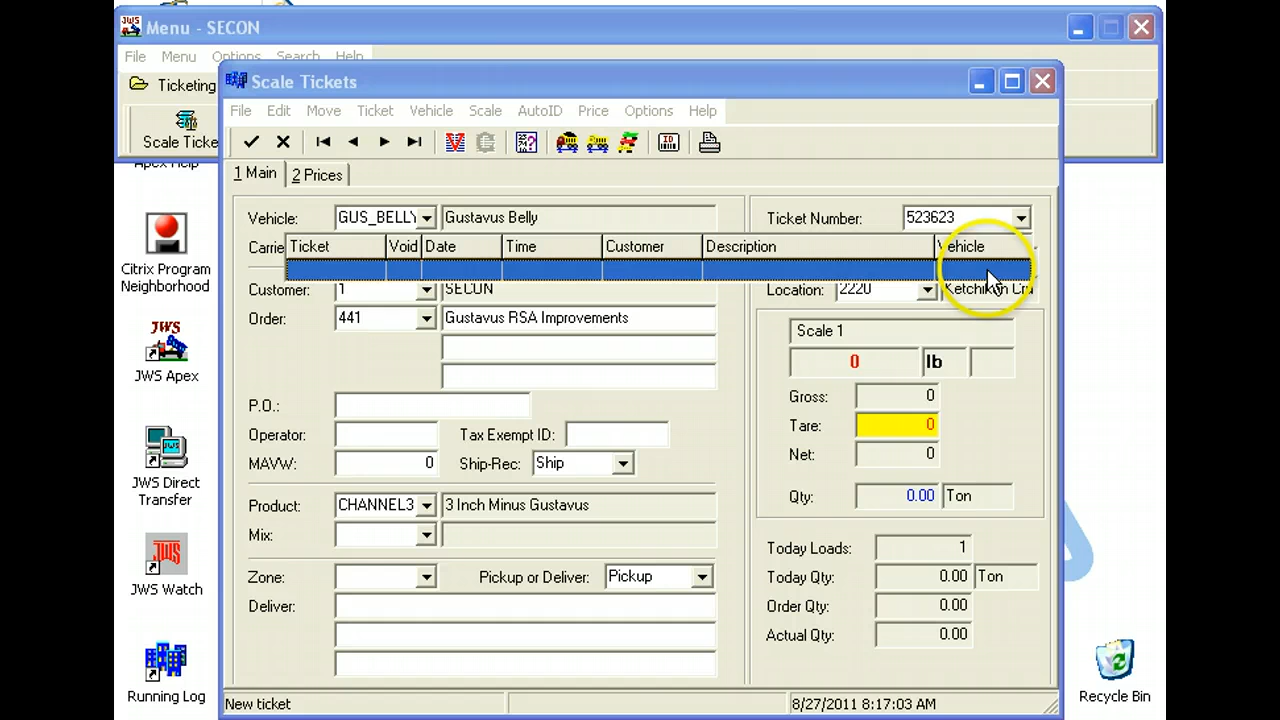 JWS
Menu - SECON
File Menu Options Search Help
Ticketing
Scale Ticke
Apex Help
Scale Tickets
File Edit Move Ticket Vehicle Scale AutoID Price Options Help
1 Main 2 Prices
Vehicle: GUS_BELLY Gustavus Belly Ticket Number: 523623
Carrie
Ticket Void Date Time Customer Description Vehicle
Customer: 1 SECON Location: 2220 Ketchikan Cru
Order: 441 Gustavus RSA Improvements
Scale 1
0 lb
P.O.: Gross: 0
Operator: Tax Exempt ID: Tare: 0
MAVW: 0 Ship-Rec: Ship Net: 0
Product: CHANNEL3 3 Inch Minus Gustavus Qty: 0.00 Ton
Mix: Today Loads: 1
Zone: Pickup or Deliver: Pickup Today Qty: 0.00 Ton
Deliver: Order Qty: 0.00
Actual Qty: 0.00
New ticket 8/27/2011 8:17:03 AM
Citrix Program
Neighborhood
JWS
JWS Apex
JWS Direct
Transfer
JWS
JWS Watch
Running Log
Recycle Bin